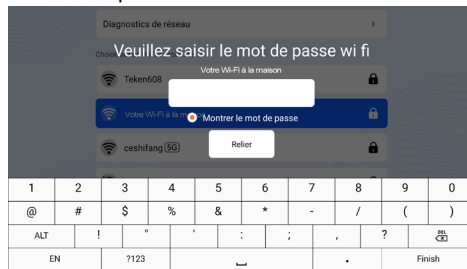 Diagnostics de réseau >
Veuillez saisir le mot de passe wi fi
Votre Wi-Fi à la maison
Teken608
Votre Wi-Fi à la m
Montrer le mot de passe
ceshifang 5G
Relier
1 2 3 4 5 6 7 8 9 0
@ # $ % & * - / ( )
ALT ! " ' : ; , ? DEL
EN ?123 . Finish